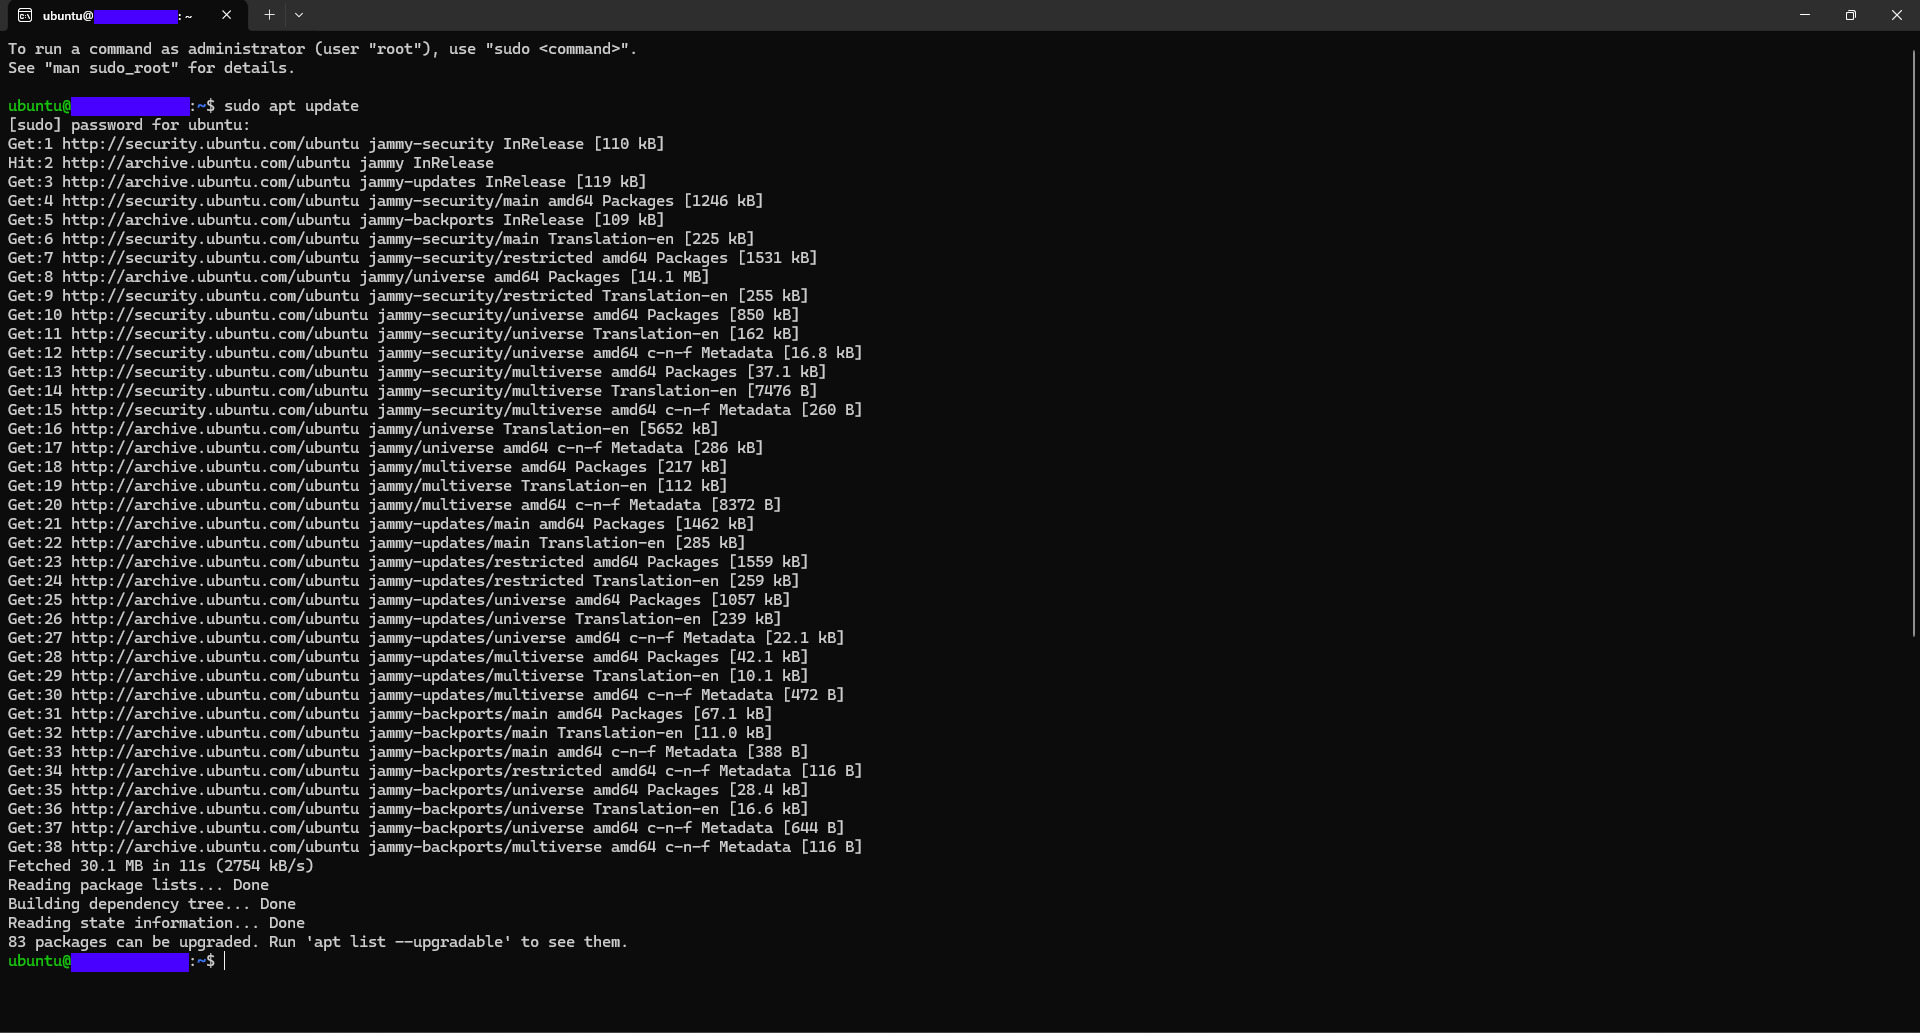 ubuntu@ : ~
To run a command as administrator (user "root"), use "sudo <command>".
See "man sudo_root" for details.
ubuntu@ :~$ sudo apt update
[sudo] password for ubuntu:
Get:1 http://security.ubuntu.com/ubuntu jammy-security InRelease [110 kB]
Hit:2 http://archive.ubuntu.com/ubuntu jammy InRelease
Get:3 http://archive.ubuntu.com/ubuntu jammy-updates InRelease [119 kB]
Get:4 http://security.ubuntu.com/ubuntu jammy-security/main amd64 Packages [1246 kB]
Get:5 http://archive.ubuntu.com/ubuntu jammy-backports InRelease [109 kB]
Get:6 http://security.ubuntu.com/ubuntu jammy-security/main Translation-en [225 kB]
Get:7 http://security.ubuntu.com/ubuntu jammy-security/restricted amd64 Packages [1531 kB]
Get:8 http://archive.ubuntu.com/ubuntu jammy/universe amd64 Packages [14.1 MB]
Get:9 http://security.ubuntu.com/ubuntu jammy-security/restricted Translation-en [255 kB]
Get:10 http://security.ubuntu.com/ubuntu jammy-security/universe amd64 Packages [850 kB]
Get:11 http://security.ubuntu.com/ubuntu jammy-security/universe Translation-en [162 kB]
Get:12 http://security.ubuntu.com/ubuntu jammy-security/universe amd64 c-n-f Metadata [16.8 kB]
Get:13 http://security.ubuntu.com/ubuntu jammy-security/multiverse amd64 Packages [37.1 kB]
Get:14 http://security.ubuntu.com/ubuntu jammy-security/multiverse Translation-en [7476 B]
Get:15 http://security.ubuntu.com/ubuntu jammy-security/multiverse amd64 c-n-f Metadata [260 B]
Get:16 http://archive.ubuntu.com/ubuntu jammy/universe Translation-en [5652 kB]
Get:17 http://archive.ubuntu.com/ubuntu jammy/universe amd64 c-n-f Metadata [286 kB]
Get:18 http://archive.ubuntu.com/ubuntu jammy/multiverse amd64 Packages [217 kB]
Get:19 http://archive.ubuntu.com/ubuntu jammy/multiverse Translation-en [112 kB]
Get:20 http://archive.ubuntu.com/ubuntu jammy/multiverse amd64 c-n-f Metadata [8372 B]
Get:21 http://archive.ubuntu.com/ubuntu jammy-updates/main amd64 Packages [1462 kB]
Get:22 http://archive.ubuntu.com/ubuntu jammy-updates/main Translation-en [285 kB]
Get:23 http://archive.ubuntu.com/ubuntu jammy-updates/restricted amd64 Packages [1559 kB]
Get:24 http://archive.ubuntu.com/ubuntu jammy-updates/restricted Translation-en [259 kB]
Get:25 http://archive.ubuntu.com/ubuntu jammy-updates/universe amd64 Packages [1057 kB]
Get:26 http://archive.ubuntu.com/ubuntu jammy-updates/universe Translation-en [239 kB]
Get:27 http://archive.ubuntu.com/ubuntu jammy-updates/universe amd64 c-n-f Metadata [22.1 kB]
Get:28 http://archive.ubuntu.com/ubuntu jammy-updates/multiverse amd64 Packages [42.1 kB]
Get:29 http://archive.ubuntu.com/ubuntu jammy-updates/multiverse Translation-en [10.1 kB]
Get:30 http://archive.ubuntu.com/ubuntu jammy-updates/multiverse amd64 c-n-f Metadata [472 B]
Get:31 http://archive.ubuntu.com/ubuntu jammy-backports/main amd64 Packages [67.1 kB]
Get:32 http://archive.ubuntu.com/ubuntu jammy-backports/main Translation-en [11.0 kB]
Get:33 http://archive.ubuntu.com/ubuntu jammy-backports/main amd64 c-n-f Metadata [388 B]
Get:34 http://archive.ubuntu.com/ubuntu jammy-backports/restricted amd64 c-n-f Metadata [116 B]
Get:35 http://archive.ubuntu.com/ubuntu jammy-backports/universe amd64 Packages [28.4 kB]
Get:36 http://archive.ubuntu.com/ubuntu jammy-backports/universe Translation-en [16.6 kB]
Get:37 http://archive.ubuntu.com/ubuntu jammy-backports/universe amd64 c-n-f Metadata [644 B]
Get:38 http://archive.ubuntu.com/ubuntu jammy-backports/multiverse amd64 c-n-f Metadata [116 B]
Fetched 30.1 MB in 11s (2754 kB/s)
Reading package lists... Done
Building dependency tree... Done
Reading state information... Done
83 packages can be upgraded. Run 'apt list --upgradable' to see them.
ubuntu@ :~$